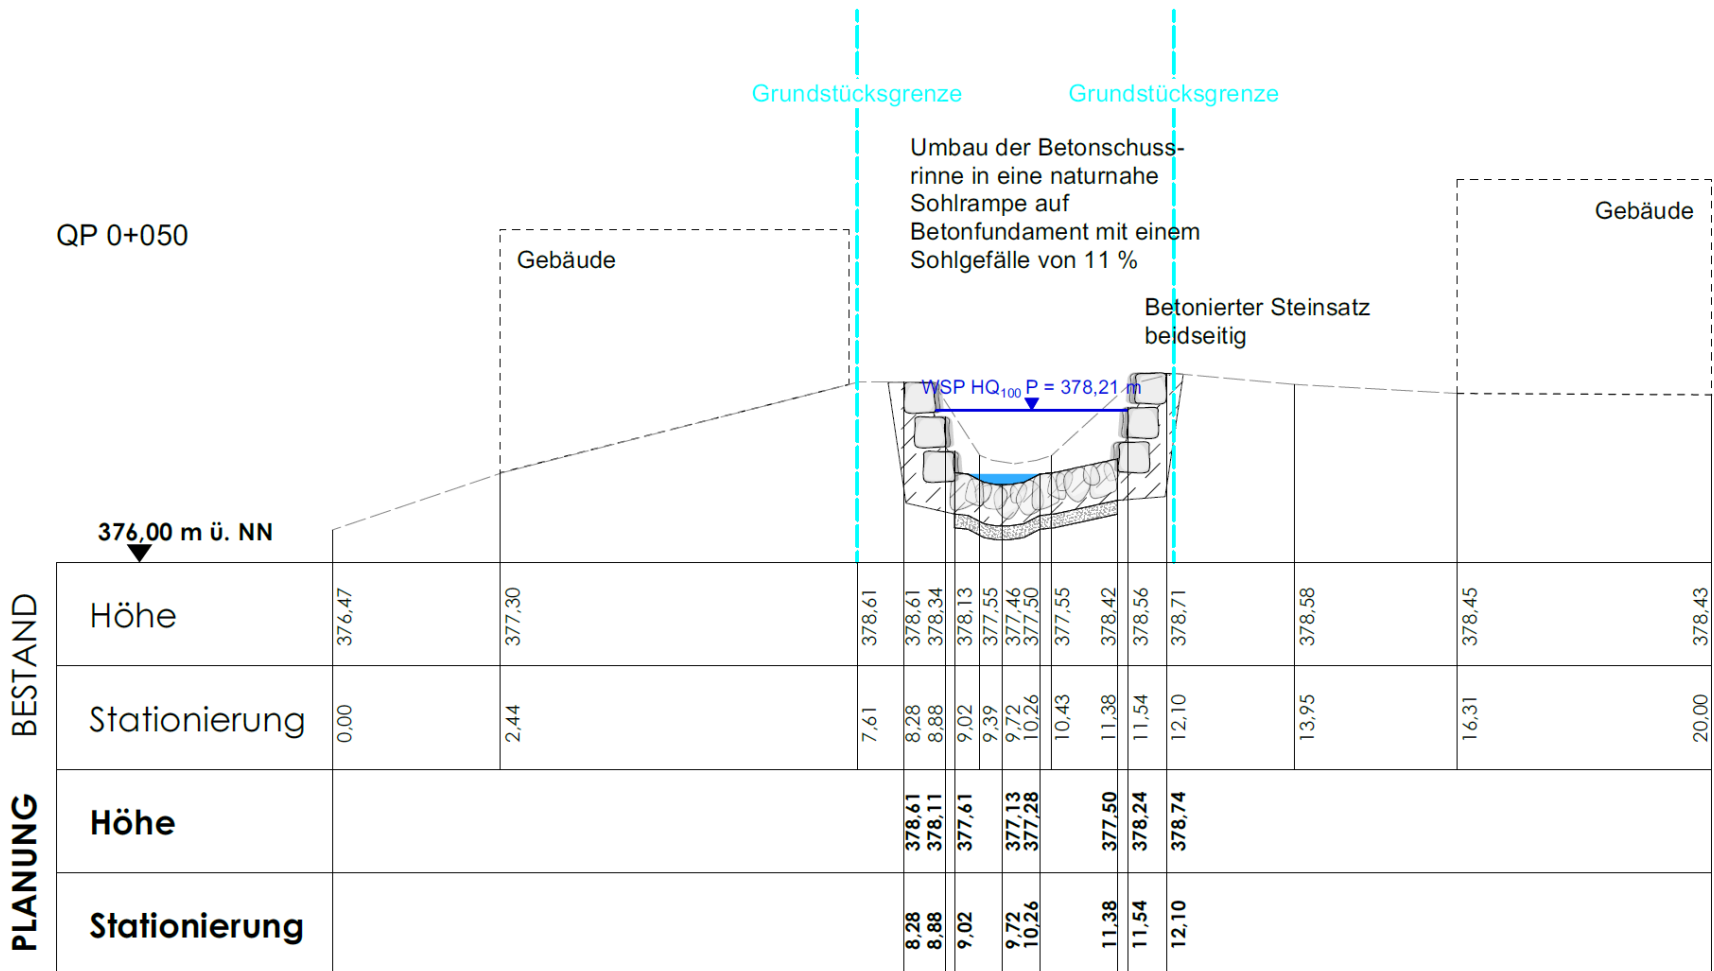 Grundstücksgrenze
Grundstücksgrenze
Umbau der Betonschuss-
rinne in eine naturnahe
Sohlrampe auf
Betonfundament mit einem
Sohlgefälle von 11 %
QP 0+050
Gebäude
Gebäude
Betonierter Steinsatz
beidseitig
WSP HQ100 P = 378,21 m
376,00 m ü. NN
BESTAND
Höhe
376,47
377,30
378,61
378,61
378,34
378,13
377,55
377,46
377,50
377,55
378,42
378,56
378,71
378,58
378,45
378,43
Stationierung
0,00
2,44
7,61
8,28
8,88
9,02
9,39
9,72
10,26
10,43
11,38
11,54
12,10
13,95
16,31
20,00
PLANUNG
Höhe
378,61
378,11
377,61
377,13
377,28
377,50
378,24
378,74
Stationierung
8,28
8,88
9,02
9,72
10,26
11,38
11,54
12,10